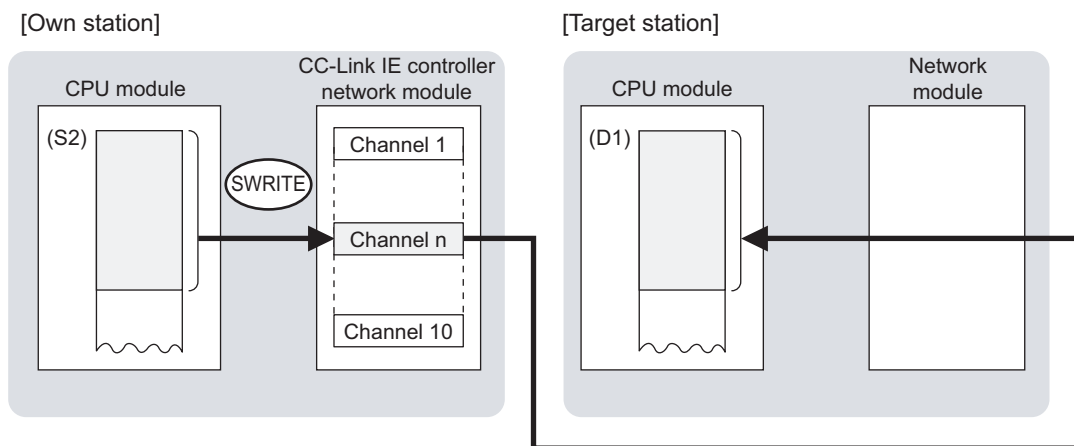 [Own station]
CPU module
(S2)
SWRITE
CC-Link IE controller
network module
Channel 1
Channel n
Channel 10
[Target station]
CPU module
(D1)
Network
module